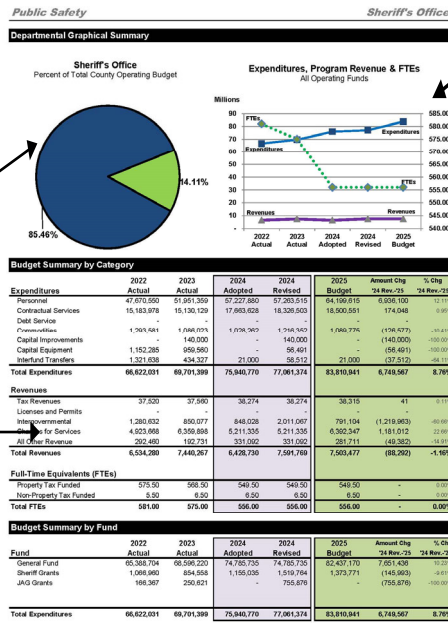 Public Safety Sheriff's Office
Departmental Graphical Summary
Sheriff's Office
Percent of Total County Operating Budget
14.11%
85.46%
Expenditures, Program Revenue & FTEs
All Operating Funds
Millions
90
80
70
60
50
40
30
20
10
-
FTEs
Expenditures
Expenditures
FTEs
Revenues
Revenues
585.00
580.00
575.00
570.00
565.00
560.00
555.00
550.00
545.00
540.00
2022 2023 2024 2024 2025
Actual Actual Adopted Revised Budget
Budget Summary by Category
2022 2023 2024 2024 2025 Amount Chg % Chg
Expenditures Actual Actual Adopted Revised Budget '24 Rev.-'25 '24 Rev.-'25
Personnel 47,670,550 51,951,359 57,227,880 57,263,515 64,199,615 6,936,100 12.11%
Contractual Services 15,183,978 15,130,129 17,663,628 18,326,503 18,500,551 174,048 0.95%
Debt Service - - - - - -
Commodities 1,293,581 1,086,023 1,028,262 1,216,352 1,089,775 (126,577) -10.41%
Capital Improvements - 140,000 - 140,000 - (140,000) -100.00%
Capital Equipment 1,152,285 959,560 - 56,491 - (56,491) -100.00%
Interfund Transfers 1,321,638 434,327 21,000 58,512 21,000 (37,512) -64.11%
Total Expenditures 66,622,031 69,701,399 75,940,770 77,061,374 83,810,941 6,749,567 8.76%
Revenues
Tax Revenues 37,520 37,560 38,274 38,274 38,315 41 0.11%
Licenses and Permits - - - - - -
Intergovernmental 1,280,632 850,077 848,028 2,011,067 791,104 (1,219,963) -60.66%
Charges for Services 4,923,668 6,359,898 5,211,335 5,211,335 6,392,347 1,181,012 22.66%
All Other Revenue 292,460 192,731 331,092 331,092 281,711 (49,382) -14.91%
Total Revenues 6,534,280 7,440,267 6,428,730 7,591,769 7,503,477 (88,292) -1.16%
Full-Time Equivalents (FTEs)
Property Tax Funded 575.50 568.50 549.50 549.50 549.50 - 0.00%
Non-Property Tax Funded 5.50 6.50 6.50 6.50 6.50 - 0.00%
Total FTEs 581.00 575.00 556.00 556.00 556.00 - 0.00%
Budget Summary by Fund
2022 2023 2024 2024 2025 Amount Chg % Chg
Fund Actual Actual Adopted Revised Budget '24 Rev.-'25 '24 Rev.-'25
General Fund 65,388,704 68,596,220 74,785,735 74,785,735 82,437,170 7,651,436 10.23%
Sheriff Grants 1,066,960 854,558 1,155,035 1,519,764 1,373,771 (145,993) -9.61%
JAG Grants 166,367 250,621 - 755,876 - (755,876) -100.00%
Total Expenditures 66,622,031 69,701,399 75,940,770 77,061,374 83,810,941 6,749,567 8.76%